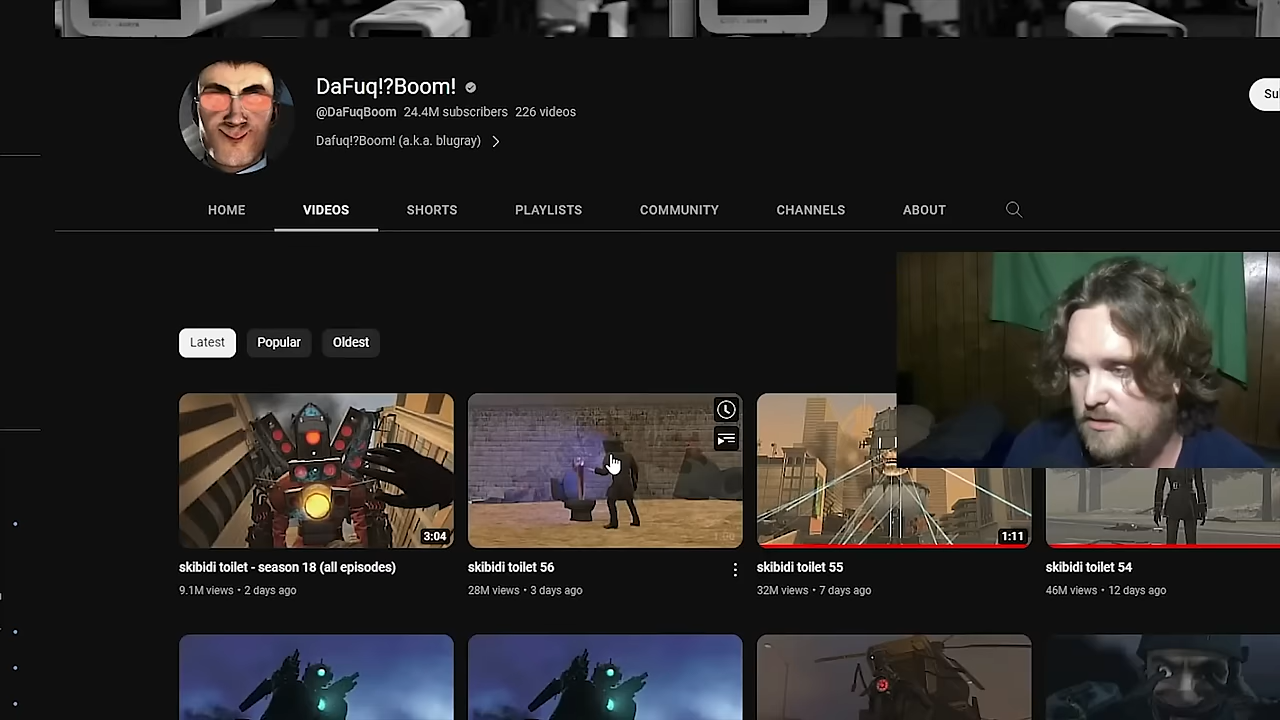 DaFuq!?Boom!
@DaFuqBoom 24.4M subscribers 226 videos
Dafuq!?Boom! (a.k.a. blugray)
Su
HOME VIDEOS SHORTS PLAYLISTS COMMUNITY CHANNELS ABOUT
Latest Popular Oldest
3:04
1:11
skibidi toilet - season 18 (all episodes)
9.1M views • 2 days ago
skibidi toilet 56
28M views • 3 days ago
skibidi toilet 55
32M views • 7 days ago
skibidi toilet 54
46M views • 12 days ago